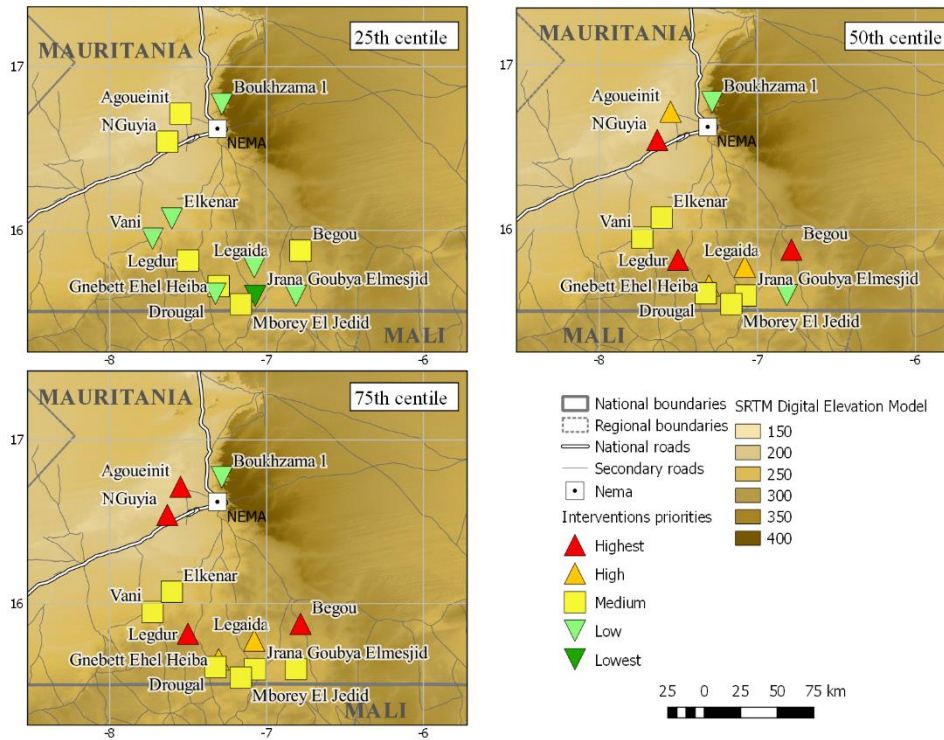 MAURITANIA
25th centile
17
Boukhzama 1
Agoueinit
NGuyia
NEMA
Elkenar
16
Vani
Begou
Legdur
Legaida
Gnebett Ehel Heiba
Jrana Goubya Elmesjid
Drougal
Mborey El Jedid
MALI
-8
-7
-6
MAURITANIA
50th centile
17
Boukhzama 1
Agoueinit
NGuyia
NEMA
Elkenar
16
Vani
Begou
Legdur
Legaida
Gnebett Ehel Heiba
Jrana Goubya Elmesjid
Drougal
Mborey El Jedid
MALI
-8
-7
-6
MAURITANIA
75th centile
17
Boukhzama 1
Agoueinit
NGuyia
NEMA
Elkenar
16
Vani
Begou
Legdur
Legaida
Gnebett Ehel Heiba
Jrana Goubya Elmesjid
Drougal
Mborey El Jedid
MALI
-8
-7
-6
National boundaries
Regional boundaries
National roads
Secondary roads
Nema
Interventions priorities
Highest
High
Medium
Low
Lowest
SRTM Digital Elevation Model
150
200
250
300
350
400
25 0 25 50 75 km